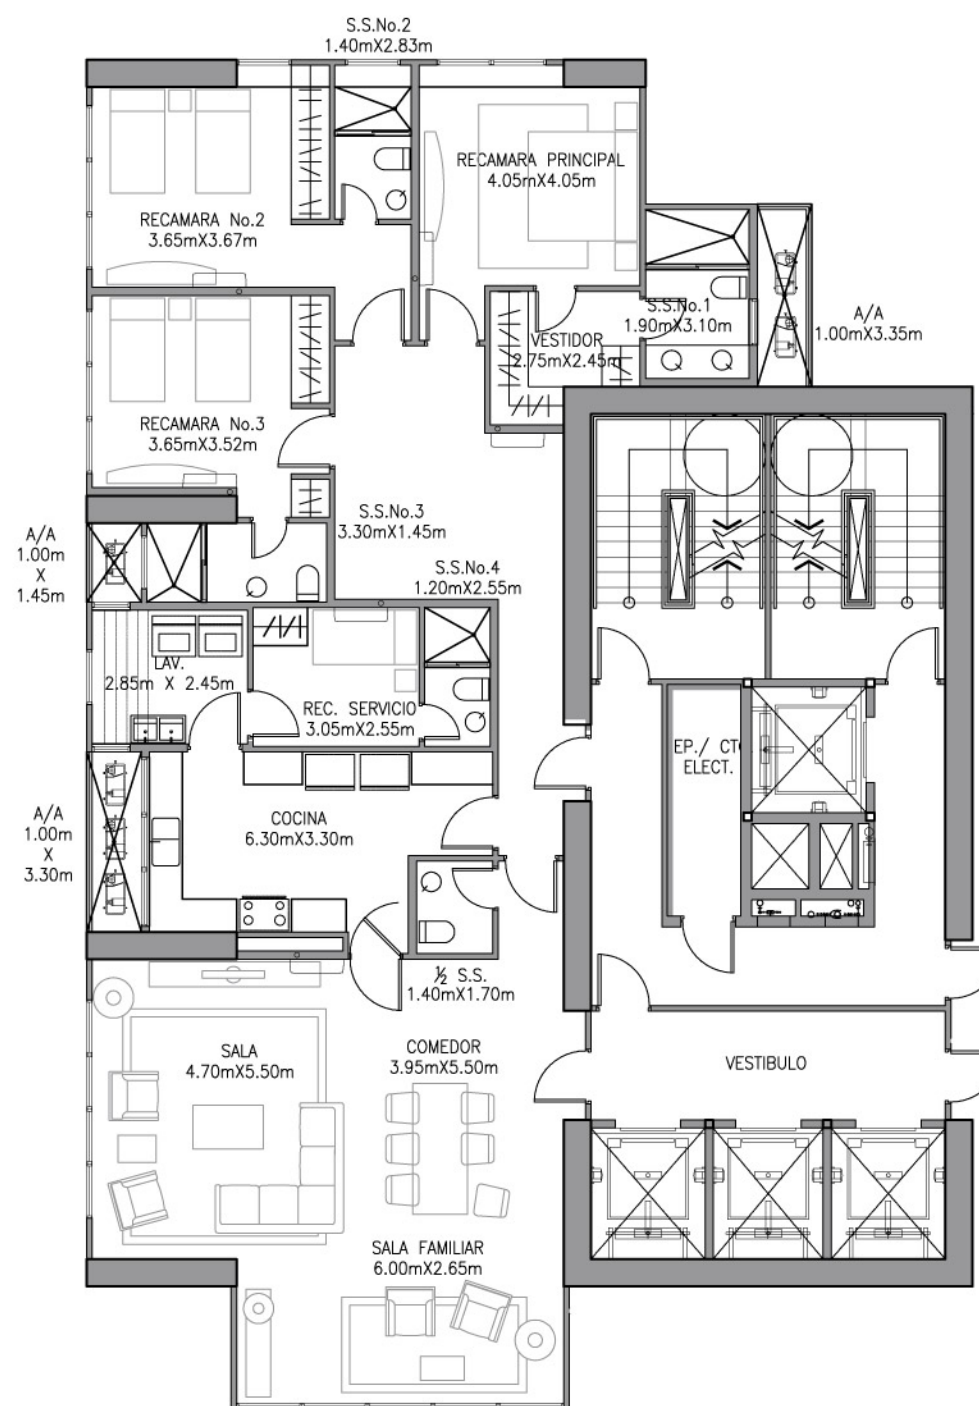 S.S.No.2
1.40mX2.83m
RECAMARA PRINCIPAL
4.05mX4.05m
RECAMARA No.2
3.65mX3.67m
S.S.No.1
1.90mX3.10m
A/A
1.00mX3.35m
VESTIDOR
2.75mX2.45m
RECAMARA No.3
3.65mX3.52m
S.S.No.3
3.30mX1.45m
A/A
1.00m
X
1.45m
S.S.No.4
1.20mX2.55m
LAV.
2.85m X 2.45m
REC. SERVICIO
3.05mX2.55m
EP./ CTO
ELECT.
A/A
1.00m
X
3.30m
COCINA
6.30mX3.30m
½ S.S.
1.40mX1.70m
SALA
4.70mX5.50m
COMEDOR
3.95mX5.50m
VESTIBULO
SALA FAMILIAR
6.00mX2.65m